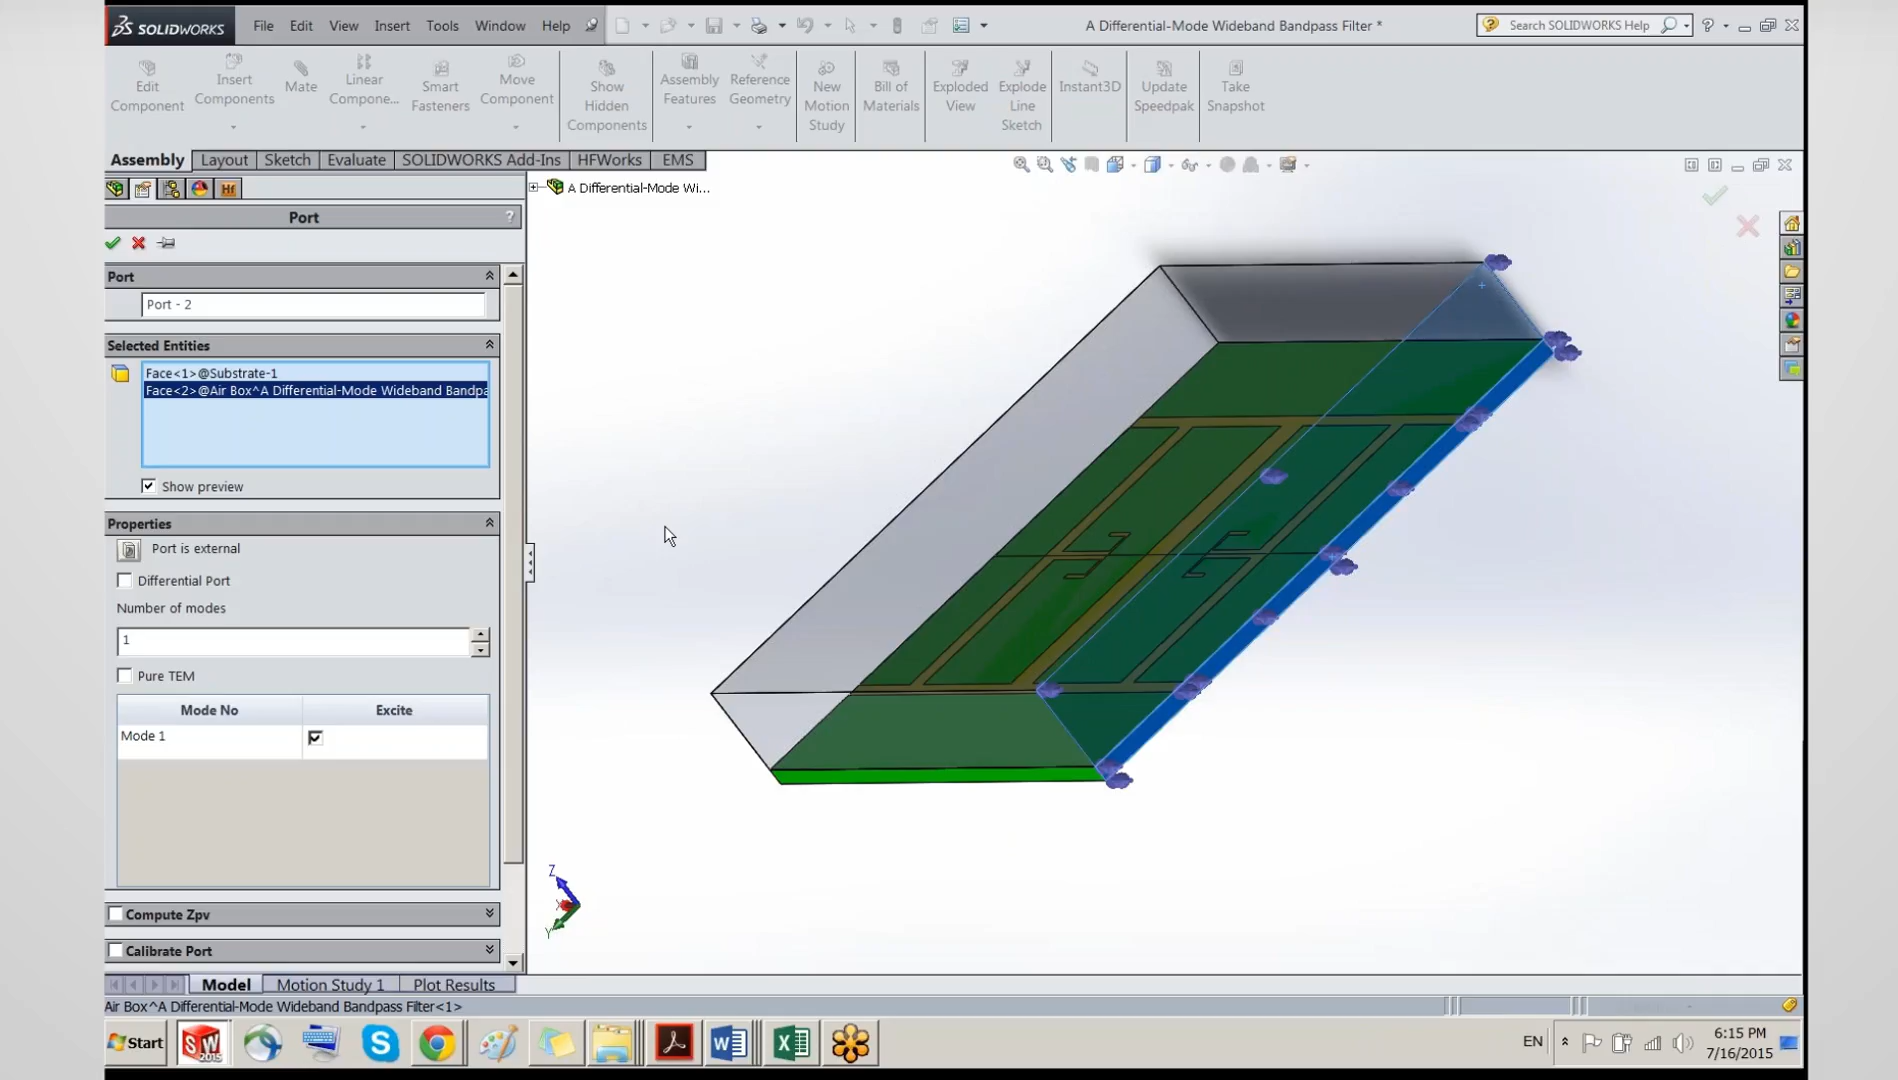 SOLIDWORKS File Edit View Insert Tools Window Help A Differential-Mode Wideband Bandpass Filter * Search SOLIDWORKS Help ?
Edit Component
Insert Components
Mate
Linear Compone...
Smart Fasteners
Move Component
Show Hidden Components
Assembly Features
Reference Geometry
New Motion Study
Bill of Materials
Exploded View
Explode Line Sketch
Instant3D
Update Speedpak
Take Snapshot
Assembly Layout Sketch Evaluate SOLIDWORKS Add-Ins HFWorks EMS
A Differential-Mode Wi...
Port ?
Port
Port - 2
Selected Entities
Face<1>@Substrate-1
Face<2>@Air Box^A Differential-Mode Wideband Bandpa
Show preview
Properties
Port is external
Differential Port
Number of modes
1
Pure TEM
Mode No Excite
Mode 1
Compute Zpv
Calibrate Port
Z
X
Y
Model Motion Study 1 Plot Results
Air Box^A Differential-Mode Wideband Bandpass Filter<1>
Start EN 6:15 PM
7/16/2015